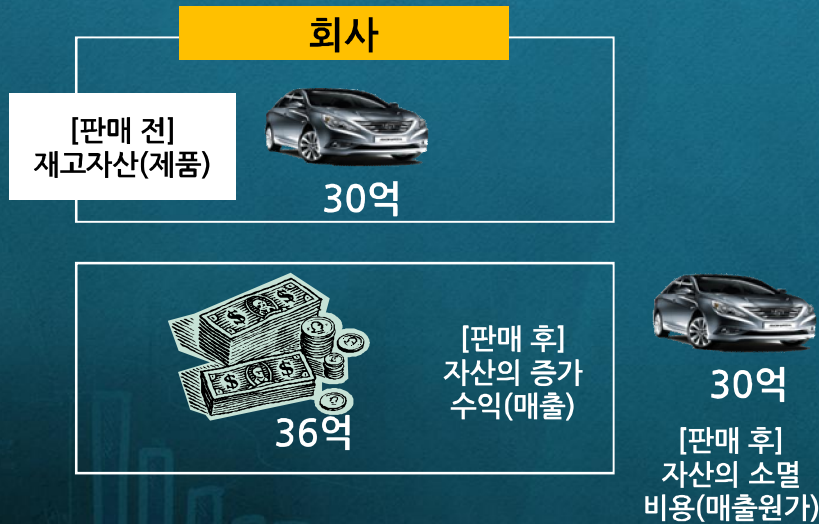 회사
[판매 전]
재고자산(제품)
30억
[판매 후]
자산의 증가
수익(매출)
36억
30억
[판매 후]
자산의 소멸
비용(매출원가)